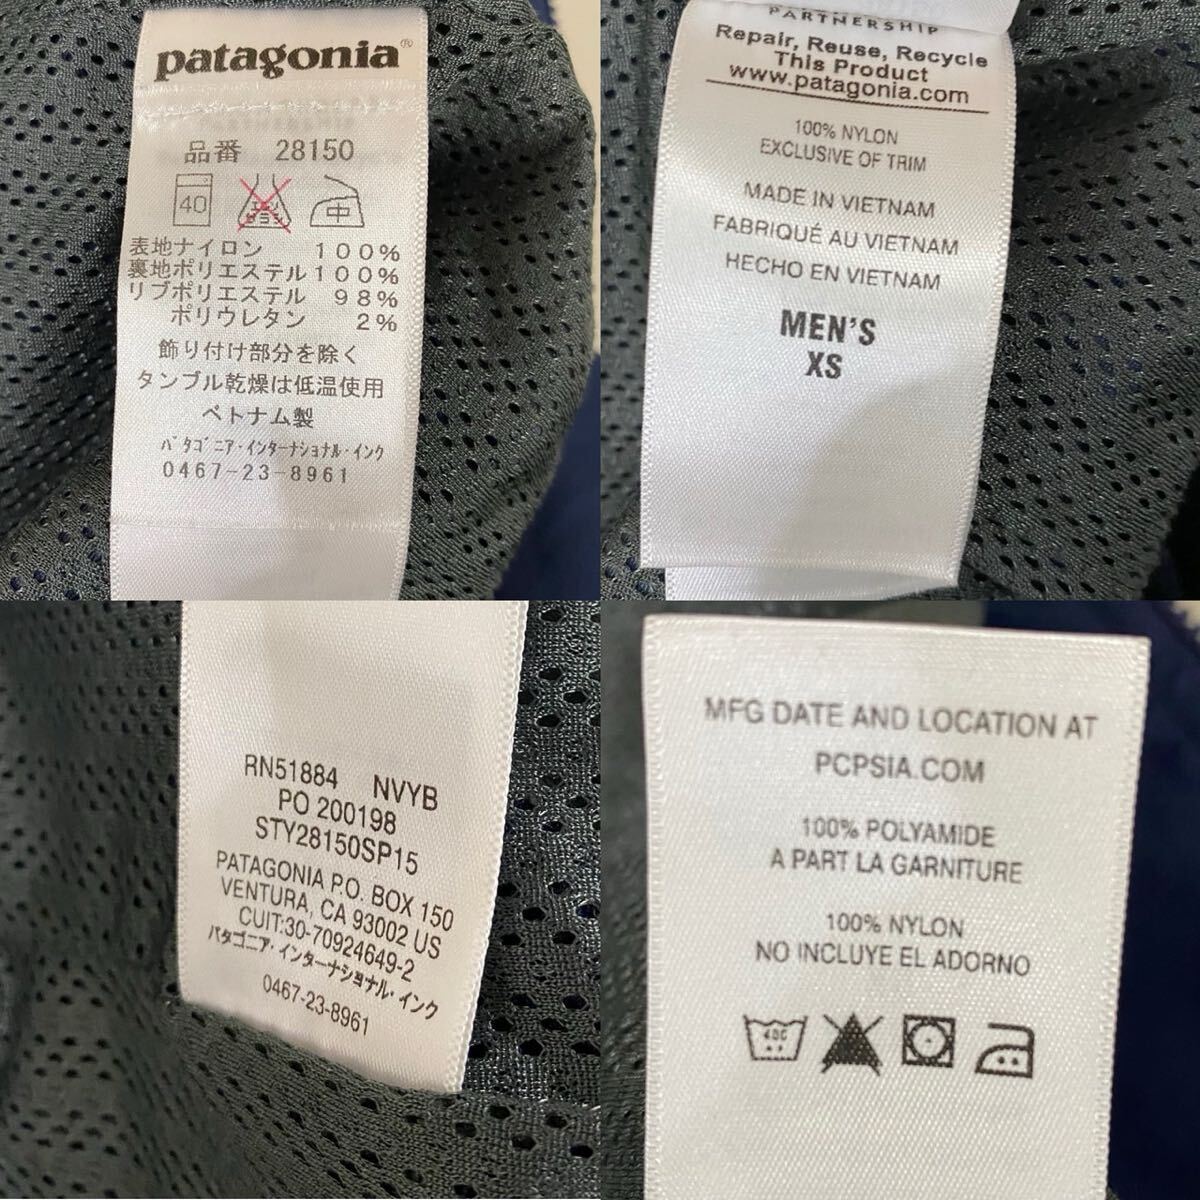 patagonia®
品番 28150
40 エンソサラシ 中
表地ナイロン 100%
裏地ポリエステル 100%
リブポリエステル 98%
ポリウレタン 2%
飾り付け部分を除く
タンブル乾燥は低温使用
ベトナム製
パタゴニア・インターナショナル・インク
0467-23-8961
PARTNERSHIP
Repair, Reuse, Recycle
This Product
www.patagonia.com
100% NYLON
EXCLUSIVE OF TRIM
MADE IN VIETNAM
FABRIQUÉ AU VIETNAM
HECHO EN VIETNAM
MEN'S
XS
RN51884 NVYB
PO 200198
STY28150SP15
PATAGONIA P.O. BOX 150
VENTURA, CA 93002 US
CUIT:30-70924649-2
パタゴニア・インターナショナル・インク
0467-23-8961
MFG DATE AND LOCATION AT
PCPSIA.COM
100% POLYAMIDE
A PART LA GARNITURE
100% NYLON
NO INCLUYE EL ADORNO
40C